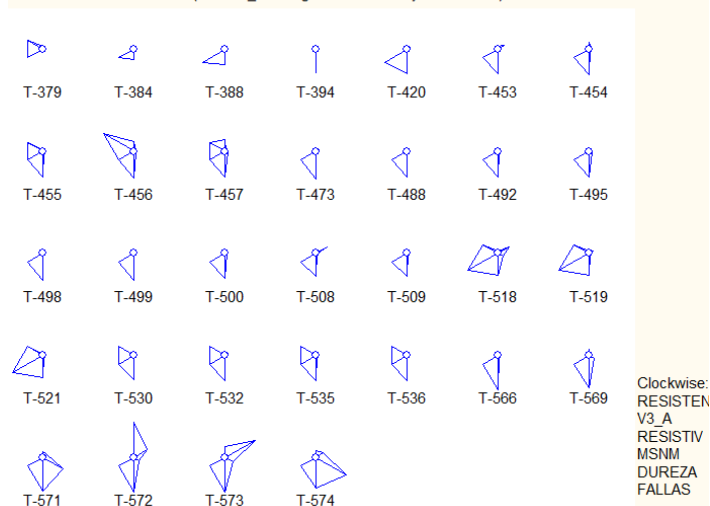 T-379 T-384 T-388 T-394 T-420 T-453 T-454
T-455 T-456 T-457 T-473 T-488 T-492 T-495
T-498 T-499 T-500 T-508 T-509 T-518 T-519
T-521 T-530 T-532 T-535 T-536 T-566 T-569
T-571 T-572 T-573 T-574
Clockwise:
RESISTEN
V3_A
RESISTIV
MSNM
DUREZA
FALLAS